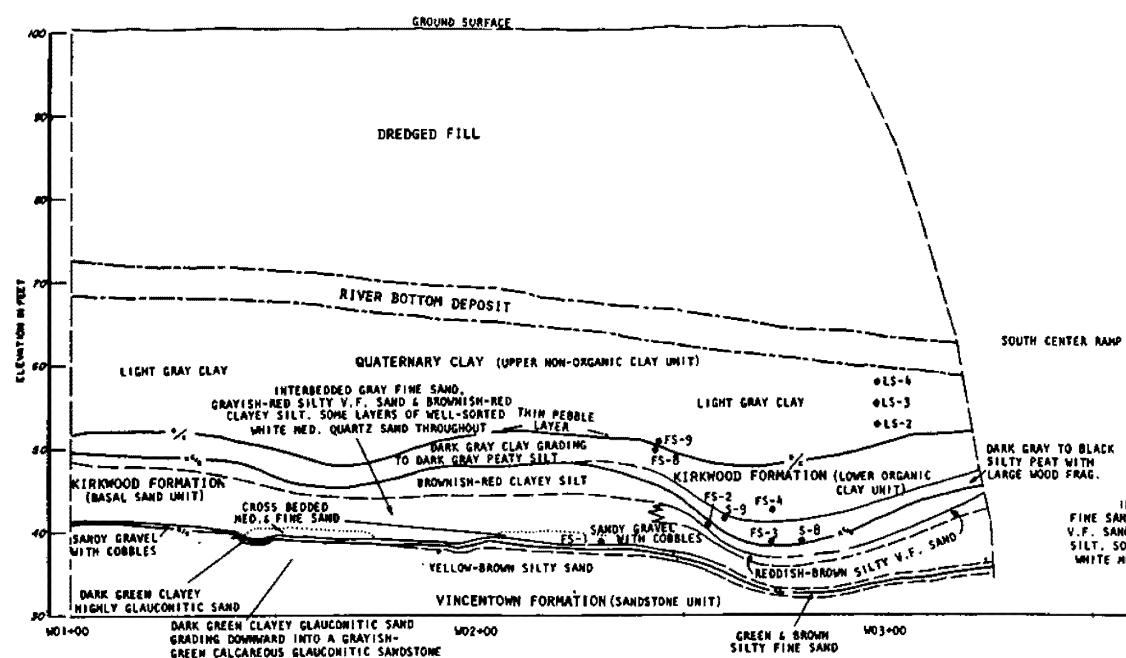 GROUND SURFACE
100
90
80
70
60
50
40
30
ELEVATION IN FEET
DREDGED FILL
RIVER BOTTOM DEPOSIT
SOUTH CENTER RAMP
QUATERNARY CLAY (UPPER NON-ORGANIC CLAY UNIT)
LIGHT GRAY CLAY
LIGHT GRAY CLAY
LS-4
LS-3
LS-2
INTERBEDDED GRAY FINE SAND,
GRAYISH-RED SILTY V.F. SAND & BROWNISH-RED
CLAYEY SILT. SOME LAYERS OF WELL-SORTED
WHITE MED. QUARTZ SAND THROUGHOUT
THIN PEBBLE
LAYER
FS-9
FS-8
DARK GRAY CLAY GRADING
TO DARK GRAY PEATY SILT
DARK GRAY TO BLACK
SILTY PEAT WITH
LARGE WOOD FRAG.
KIRKWOOD FORMATION (LOWER ORGANIC
CLAY UNIT)
KIRKWOOD FORMATION
(BASAL SAND UNIT)
BROWNISH-RED CLAYEY SILT
FS-2
S-9
FS-4
CROSS BEDDED
MED. & FINE SAND
SANDY GRAVEL
WITH COBBLES
FS-1
SANDY GRAVEL
WITH COBBLES
FS-3
S-8
FINE SAN
V.F. SAN
SILT, SO
WHITE M
REDDISH-BROWN SILTY V.F. SAND
YELLOW-BROWN SILTY SAND
DARK GREEN CLAYEY
HIGHLY GLAUCONITIC SAND
VINCENTOWN FORMATION (SANDSTONE UNIT)
W01+00
W02+00
W03+00
DARK GREEN CLAYEY GLAUCONITIC SAND
GRADING DOWNWARD INTO A GRAYISH-
GREEN CALCAREOUS GLAUCONITIC SANDSTONE
GREEN & BROWN
SILTY FINE SAND